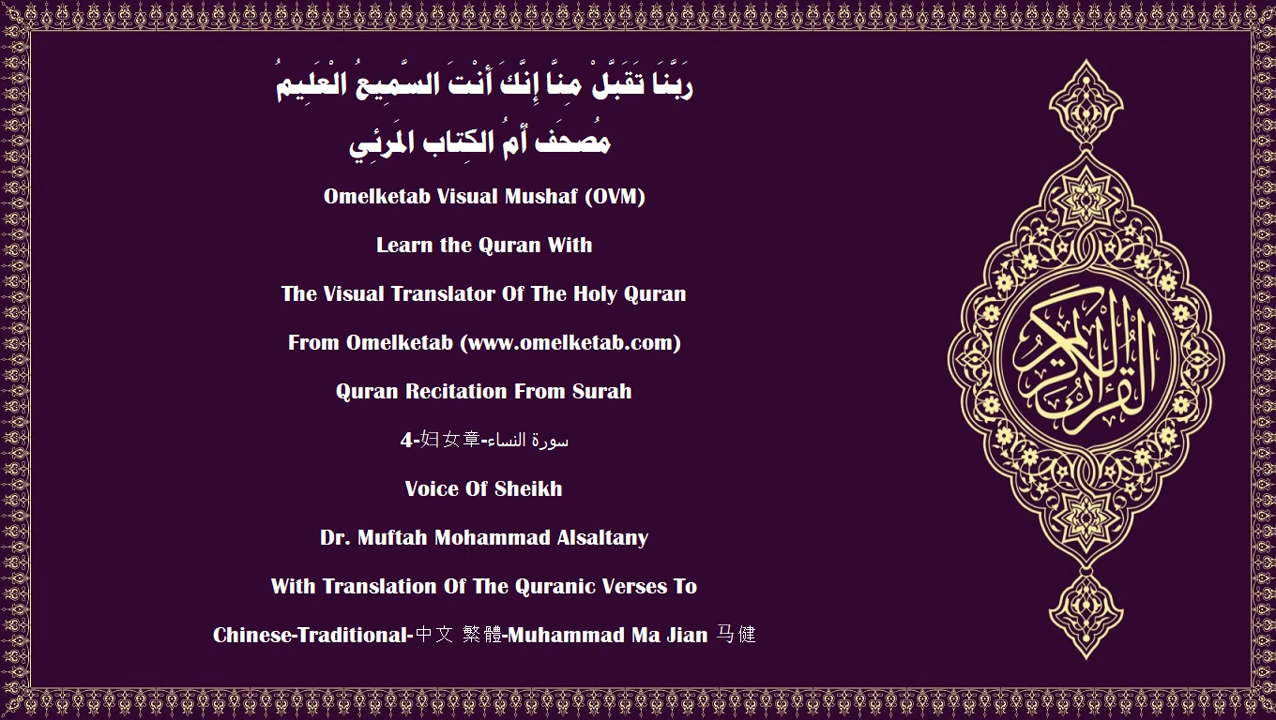 رَبَّنَا تَقَبَّلْ مِنَّا إِنَّكَ أَنْتَ السَّمِيعُ الْعَلِيمُ
مُصحَف أمُ الكِتاب المَرئِي
Omelketab Visual Mushaf (OVM)
Learn the Quran With
The Visual Translator Of The Holy Quran
From Omelketab (www.omelketab.com)
Quran Recitation From Surah
4-妇女章-سورة النساء
Voice Of Sheikh
Dr. Muftah Mohammad Alsaltany
With Translation Of The Quranic Verses To
Chinese-Traditional-中文 繁體-Muhammad Ma Jian 马健
القرآن الكريم